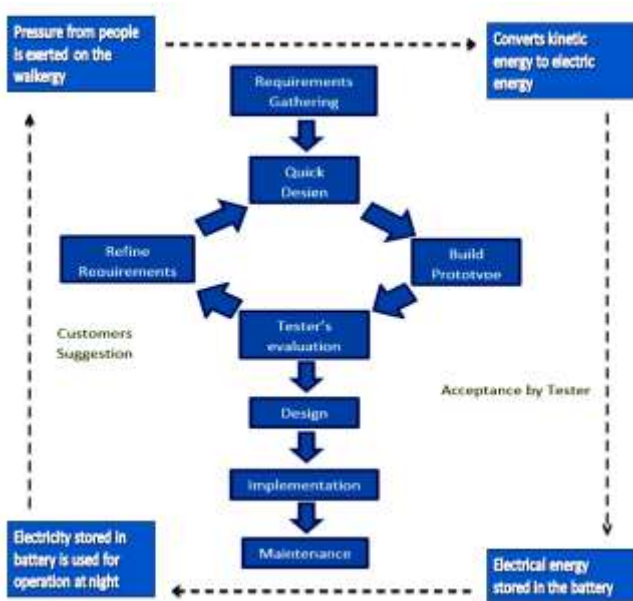 Pressure from people
is exerted on the
walkergy
Converts kinetic
energy to electric
energy
Requirements
Gathering
Quick
Design
Refine
Requirements
Build
Prototype
Tester's
evaluation
Customers
Suggestion
Design
Acceptance by Tester
Implementation
Electricity stored in
battery is used for
operation at night
Maintenance
Electrical energy
stored in the battery